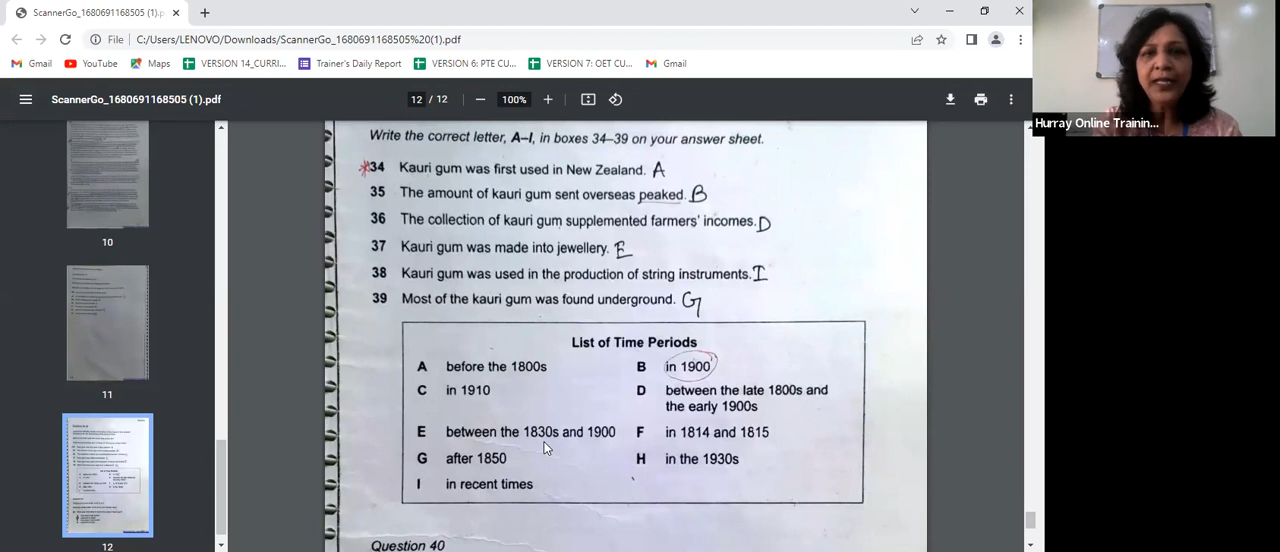 ScannerGo_1680691168505 (1).pdf
File C:/Users/LENOVO/Downloads/ScannerGo_1680691168505%20(1).pdf
Gmail YouTube Maps VERSION 14_CURRI... Trainer's Daily Report VERSION 6: PTE CU... VERSION 7: OET CU... Gmail
ScannerGo_1680691168505 (1).pdf 12 / 12 100%
Hurray Online Trainin...
10
11
12
Write the correct letter, A–I, in boxes 34–39 on your answer sheet.
*34 Kauri gum was first used in New Zealand. A
35 The amount of kauri gum sent overseas peaked. B
36 The collection of kauri gum supplemented farmers' incomes. D
37 Kauri gum was made into jewellery. E
38 Kauri gum was used in the production of string instruments. I
39 Most of the kauri gum was found underground. G
List of Time Periods
A before the 1800s B in 1900
C in 1910 D between the late 1800s and
the early 1900s
E between the 1880s and 1900 F in 1814 and 1815
G after 1850 H in the 1930s
I in recent times
Question 40